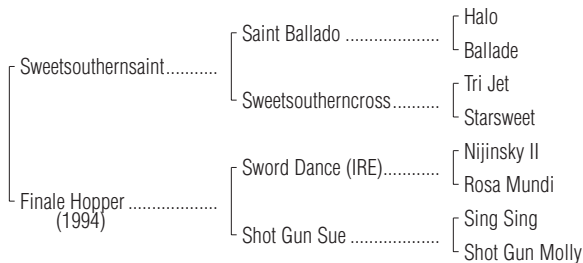 Halo
Saint Ballado ....................
Ballade
Sweetsouthernsaint...........
Tri Jet
Sweetsoutherncross..........
Starsweet
Nijinsky II
Sword Dance (IRE)............
Rosa Mundi
Finale Hopper ...................
(1994)
Sing Sing
Shot Gun Sue ...................
Shot Gun Molly